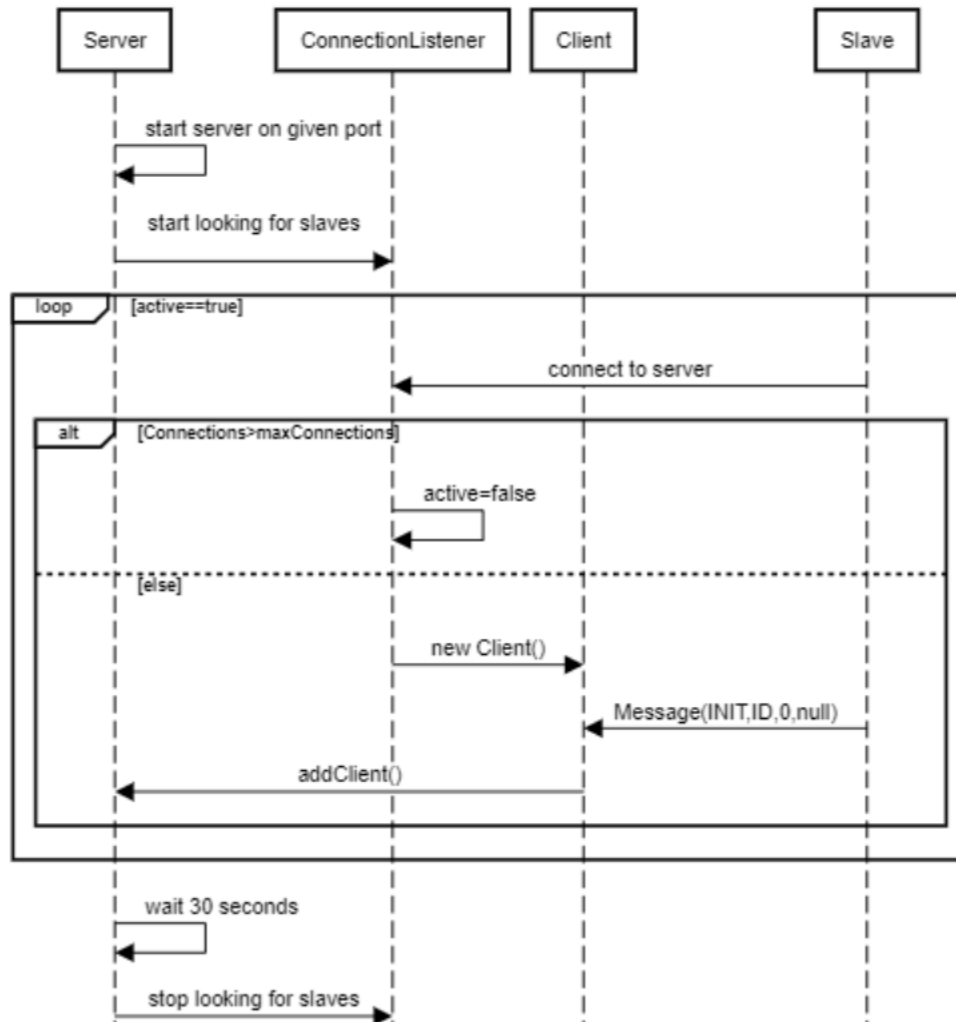 Server
ConnectionListener
Client
Slave
start server on given port
start looking for slaves
loop
[active==true]
connect to server
alt
[Connections>maxConnections]
active=false
[else]
new Client()
Message(INIT,ID,0,null)
addClient()
wait 30 seconds
stop looking for slaves